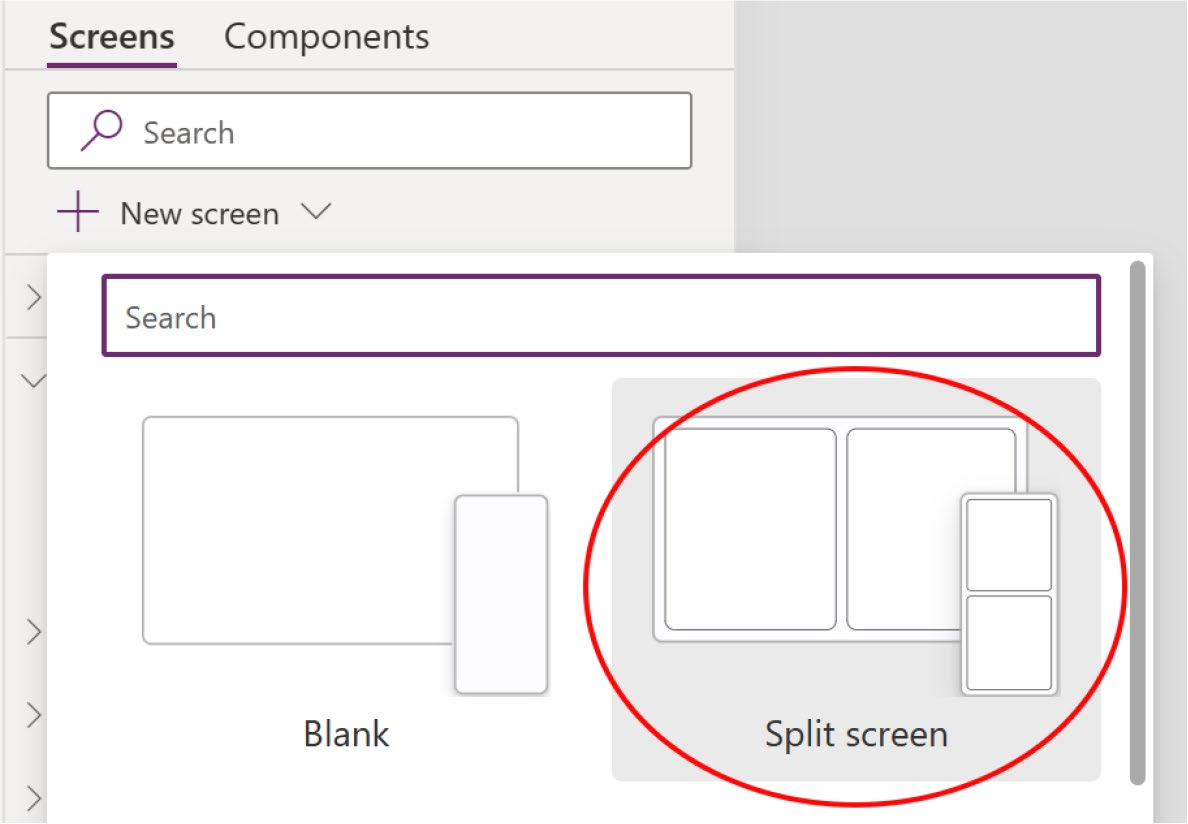 Screens Components
Search
New screen
Search
Blank Split screen